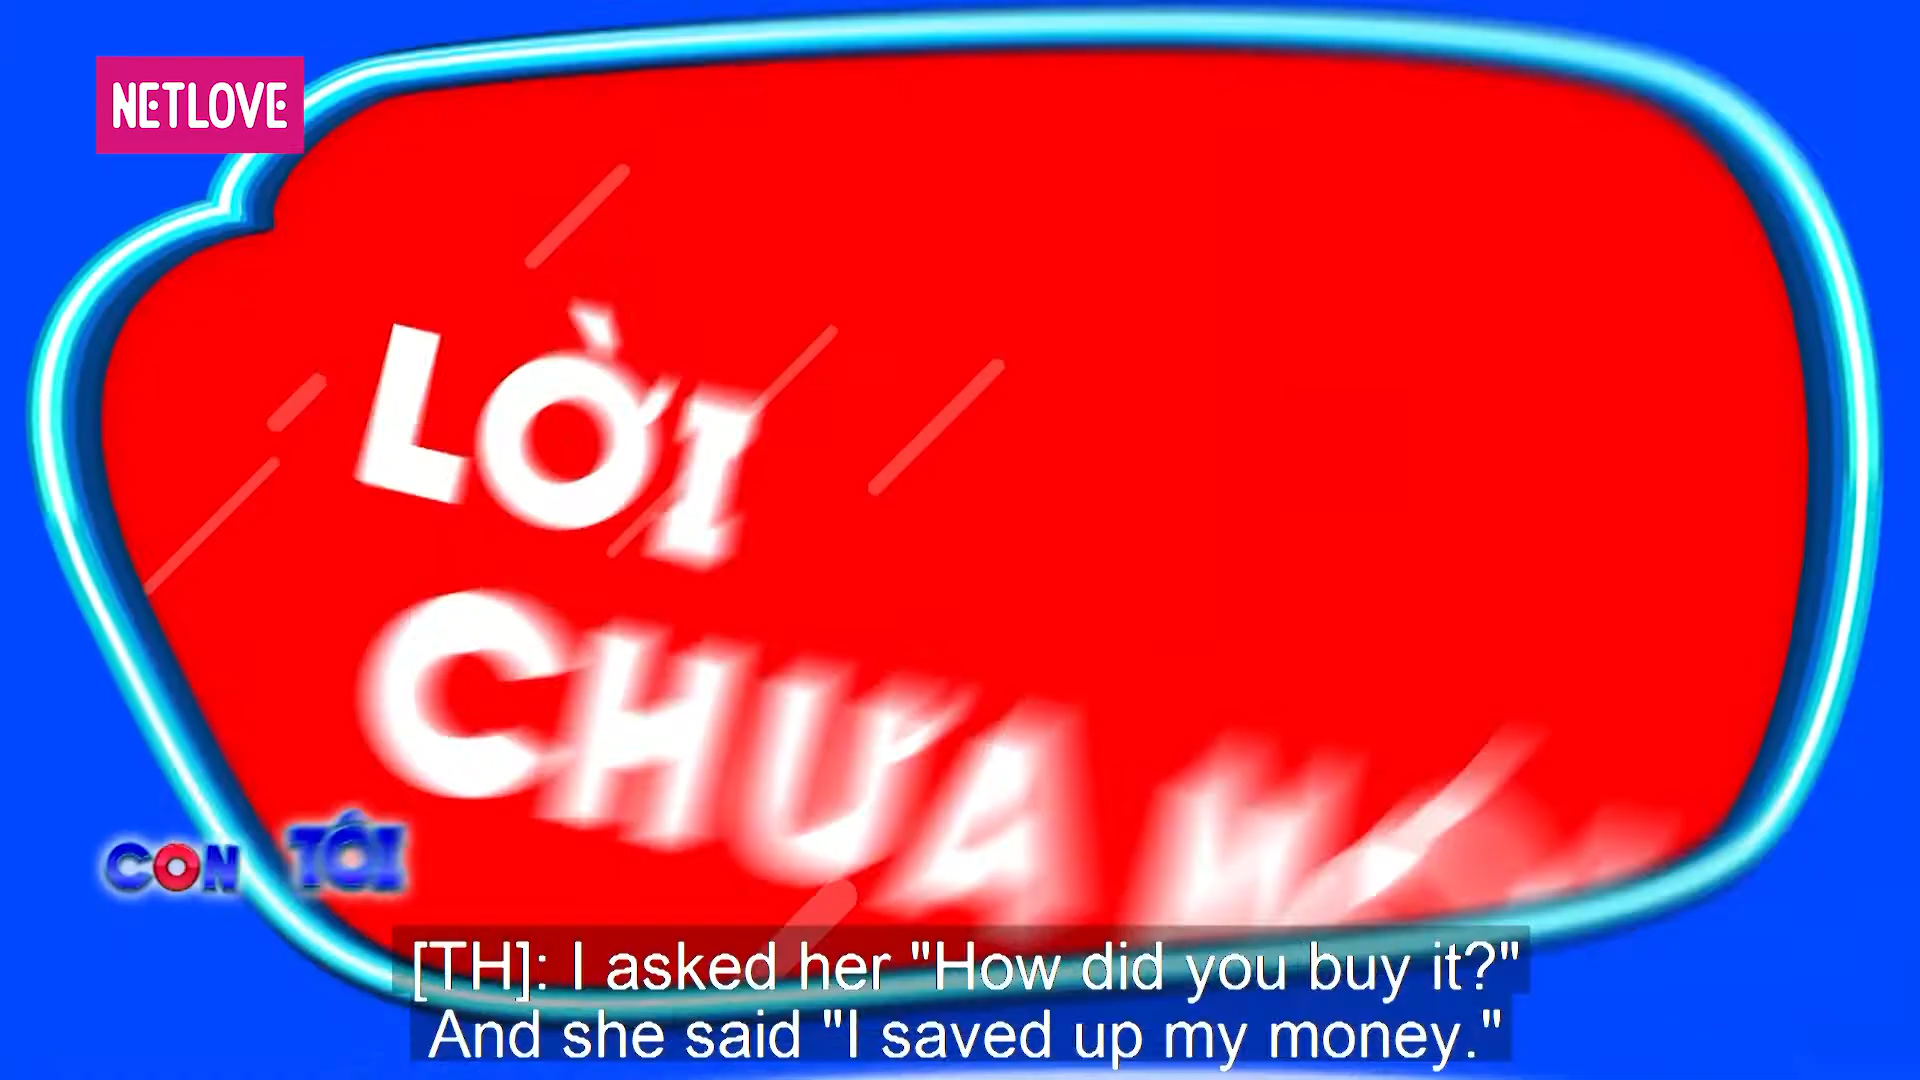 NETLOVE
LỜI
CHƯA
CON TÔI
[TH]: I asked her "How did you buy it?"
And she said "I saved up my money."